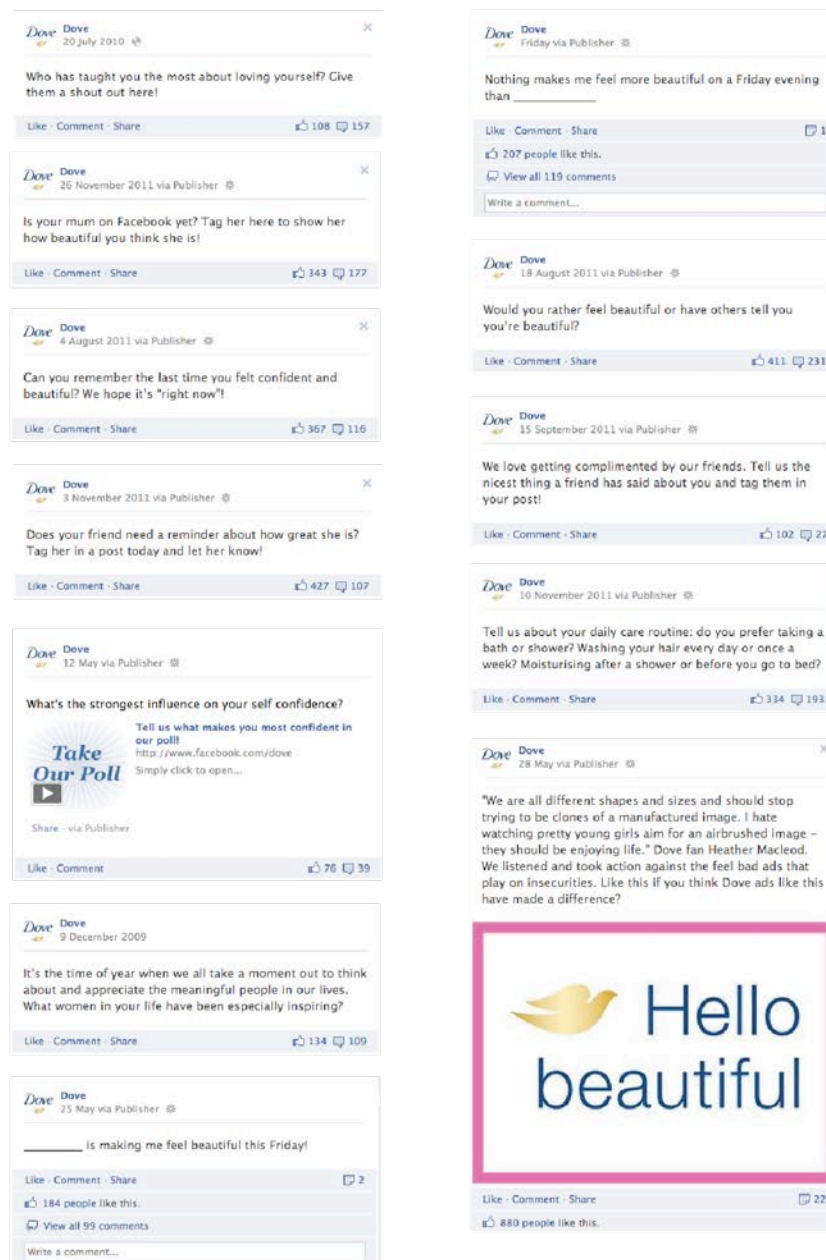 Dove Dove
20 July 2010
Who has taught you the most about loving yourself? Give
them a shout out here!
Like · Comment · Share 108 157
Dove Dove
26 November 2011 via Publisher
Is your mum on Facebook yet? Tag her here to show her
how beautiful you think she is!
Like · Comment · Share 343 177
Dove Dove
4 August 2011 via Publisher
Can you remember the last time you felt confident and
beautiful? We hope it's "right now"!
Like · Comment · Share 367 116
Dove Dove
3 November 2011 via Publisher
Does your friend need a reminder about how great she is?
Tag her in a post today and let her know!
Like · Comment · Share 427 107
Dove Dove
12 May via Publisher
What's the strongest influence on your self confidence?
Take
Our Poll
Tell us what makes you most confident in
our poll!
http://www.facebook.com/dove
Simply click to open...
Share · via Publisher
Like · Comment 76 39
Dove Dove
9 December 2009
It's the time of year when we all take a moment out to think
about and appreciate the meaningful people in our lives.
What women in your life have been especially inspiring?
Like · Comment · Share 134 109
Dove Dove
25 May via Publisher
________ is making me feel beautiful this Friday!
Like · Comment · Share 2
184 people like this.
View all 99 comments
Write a comment...
Dove Dove
Friday via Publisher
Nothing makes me feel more beautiful on a Friday evening
than ___________
Like · Comment · Share 1
207 people like this.
View all 119 comments
Write a comment...
Dove Dove
18 August 2011 via Publisher
Would you rather feel beautiful or have others tell you
you're beautiful?
Like · Comment · Share 411 231
Dove Dove
15 September 2011 via Publisher
We love getting complimented by our friends. Tell us the
nicest thing a friend has said about you and tag them in
your post!
Like · Comment · Share 102 27
Dove Dove
10 November 2011 via Publisher
Tell us about your daily care routine: do you prefer taking a
bath or shower? Washing your hair every day or once a
week? Moisturising after a shower or before you go to bed?
Like · Comment · Share 334 193
Dove Dove
28 May via Publisher
"We are all different shapes and sizes and should stop
trying to be clones of a manufactured image. I hate
watching pretty young girls aim for an airbrushed image –
they should be enjoying life." Dove fan Heather Macleod.
We listened and took action against the feel bad ads that
play on insecurities. Like this if you think Dove ads like this
have made a difference?
Hello
beautiful
Like · Comment · Share 22
880 people like this.